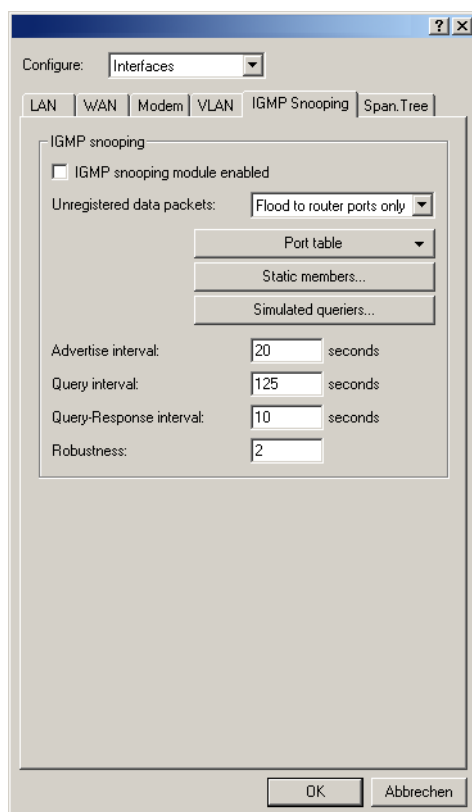 Configure: Interfaces
LAN WAN Modem VLAN IGMP Snooping Span.Tree
IGMP snooping
IGMP snooping module enabled
Unregistered data packets: Flood to router ports only
Port table
Static members...
Simulated queriers...
Advertise interval: 20 seconds
Query interval: 125 seconds
Query-Response interval: 10 seconds
Robustness: 2
OK Abbrechen